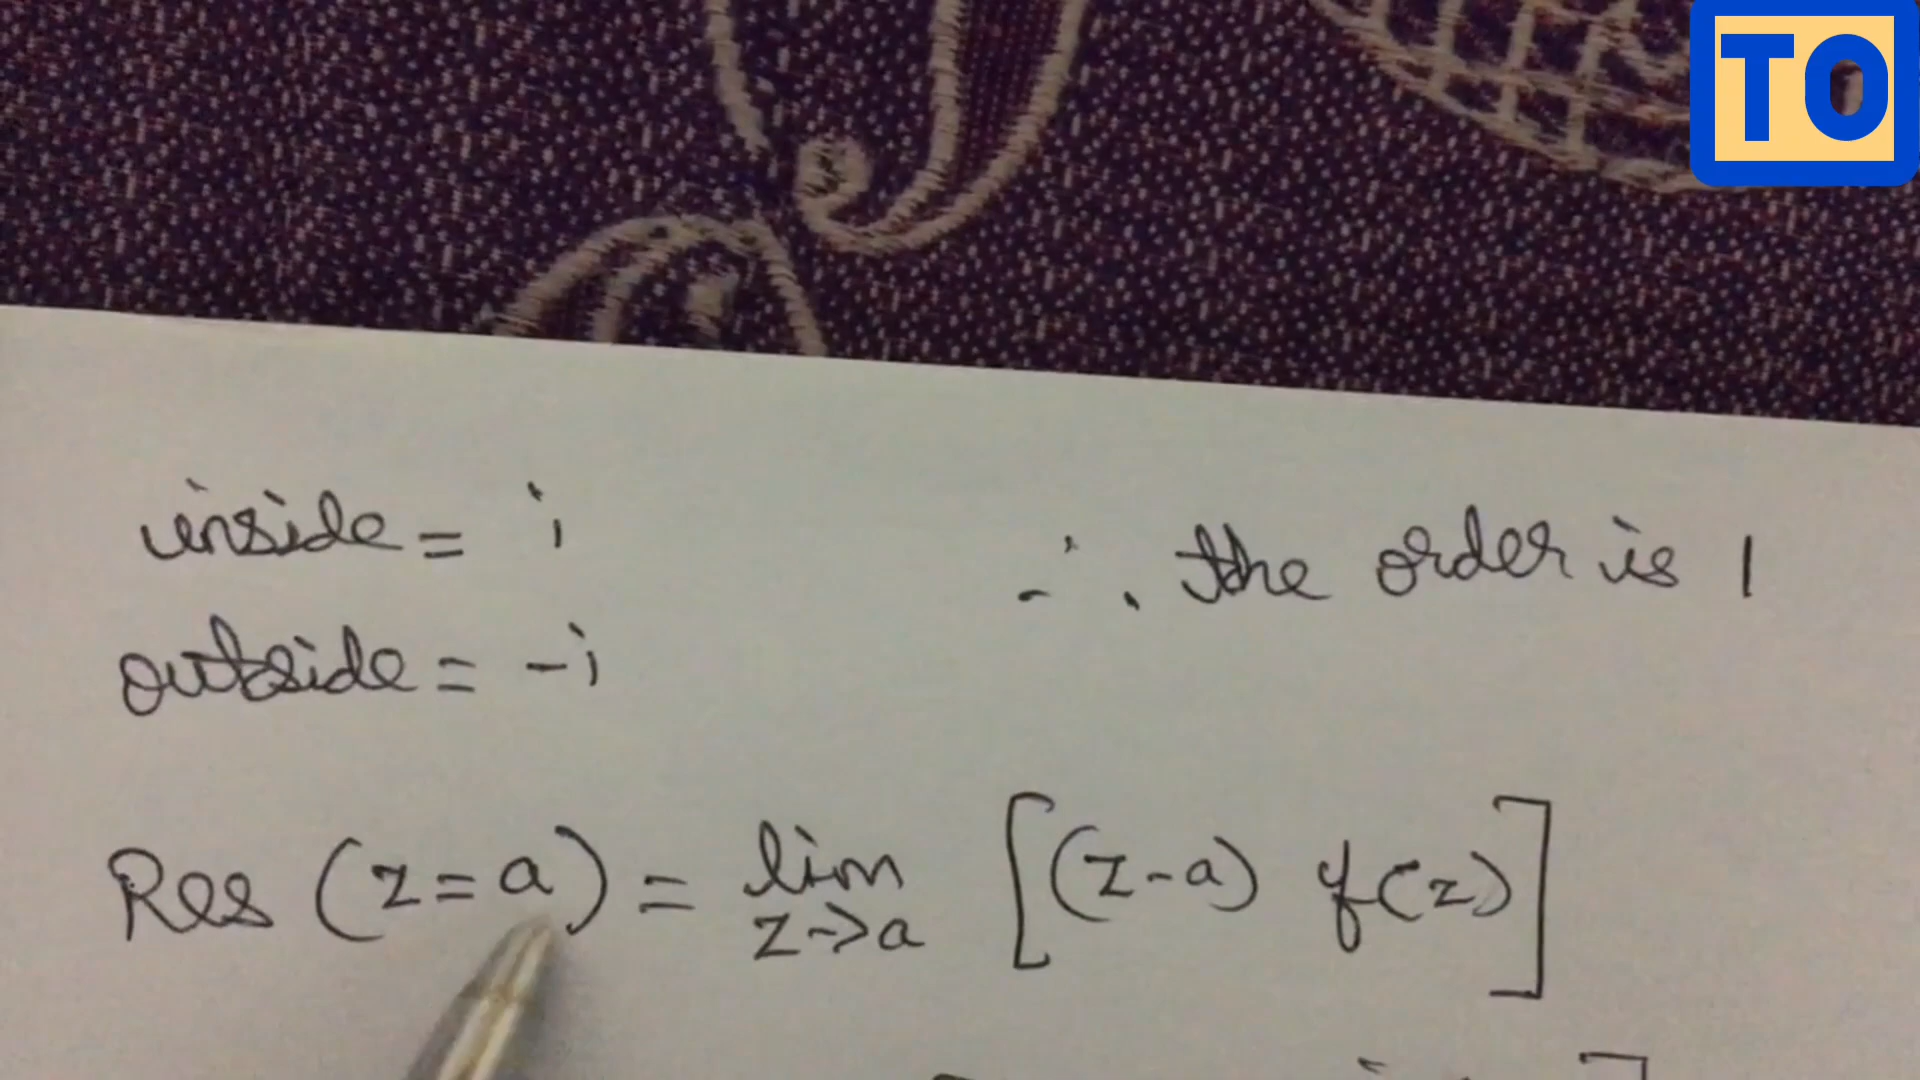 TO
inside = i
∴ the order is 1
outside = -i
Res (z=a) = lim [(z-a) f(z)]
z→a